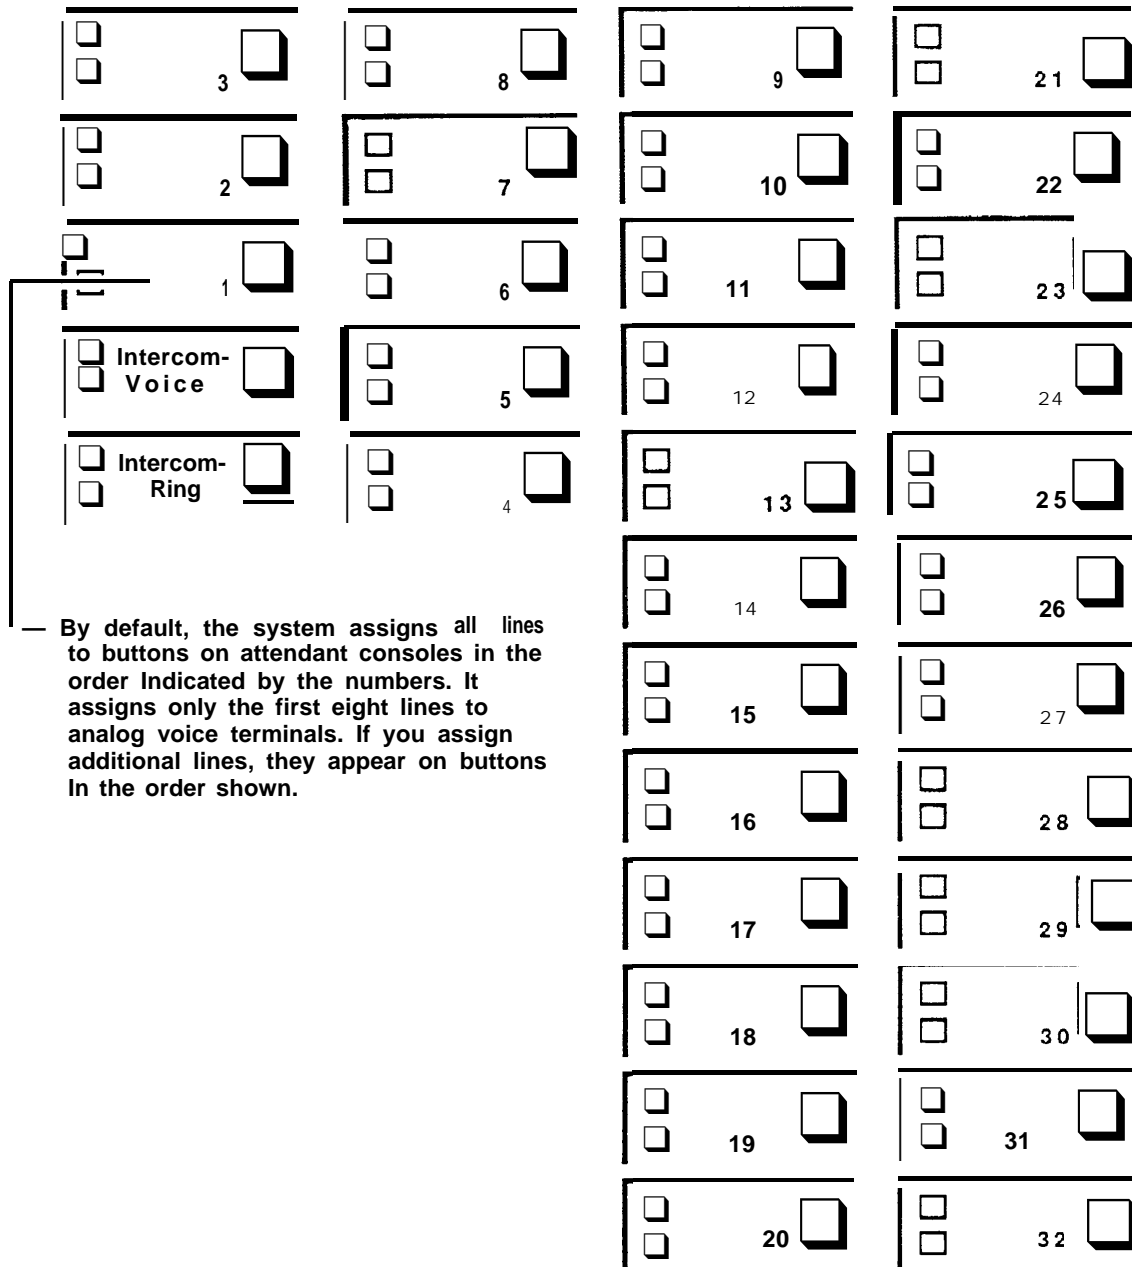 3 8 9 21
2 7 10 22
1 6 11 23
Intercom-
Voice
5 12 24
Intercom-
Ring
4 13 25
14 26
— By default, the system assigns all lines
to buttons on attendant consoles in the
order Indicated by the numbers. It
assigns only the first eight lines to
analog voice terminals. If you assign
additional lines, they appear on buttons
In the order shown.
15 27
16 28
17 29
18 30
19 31
20 32